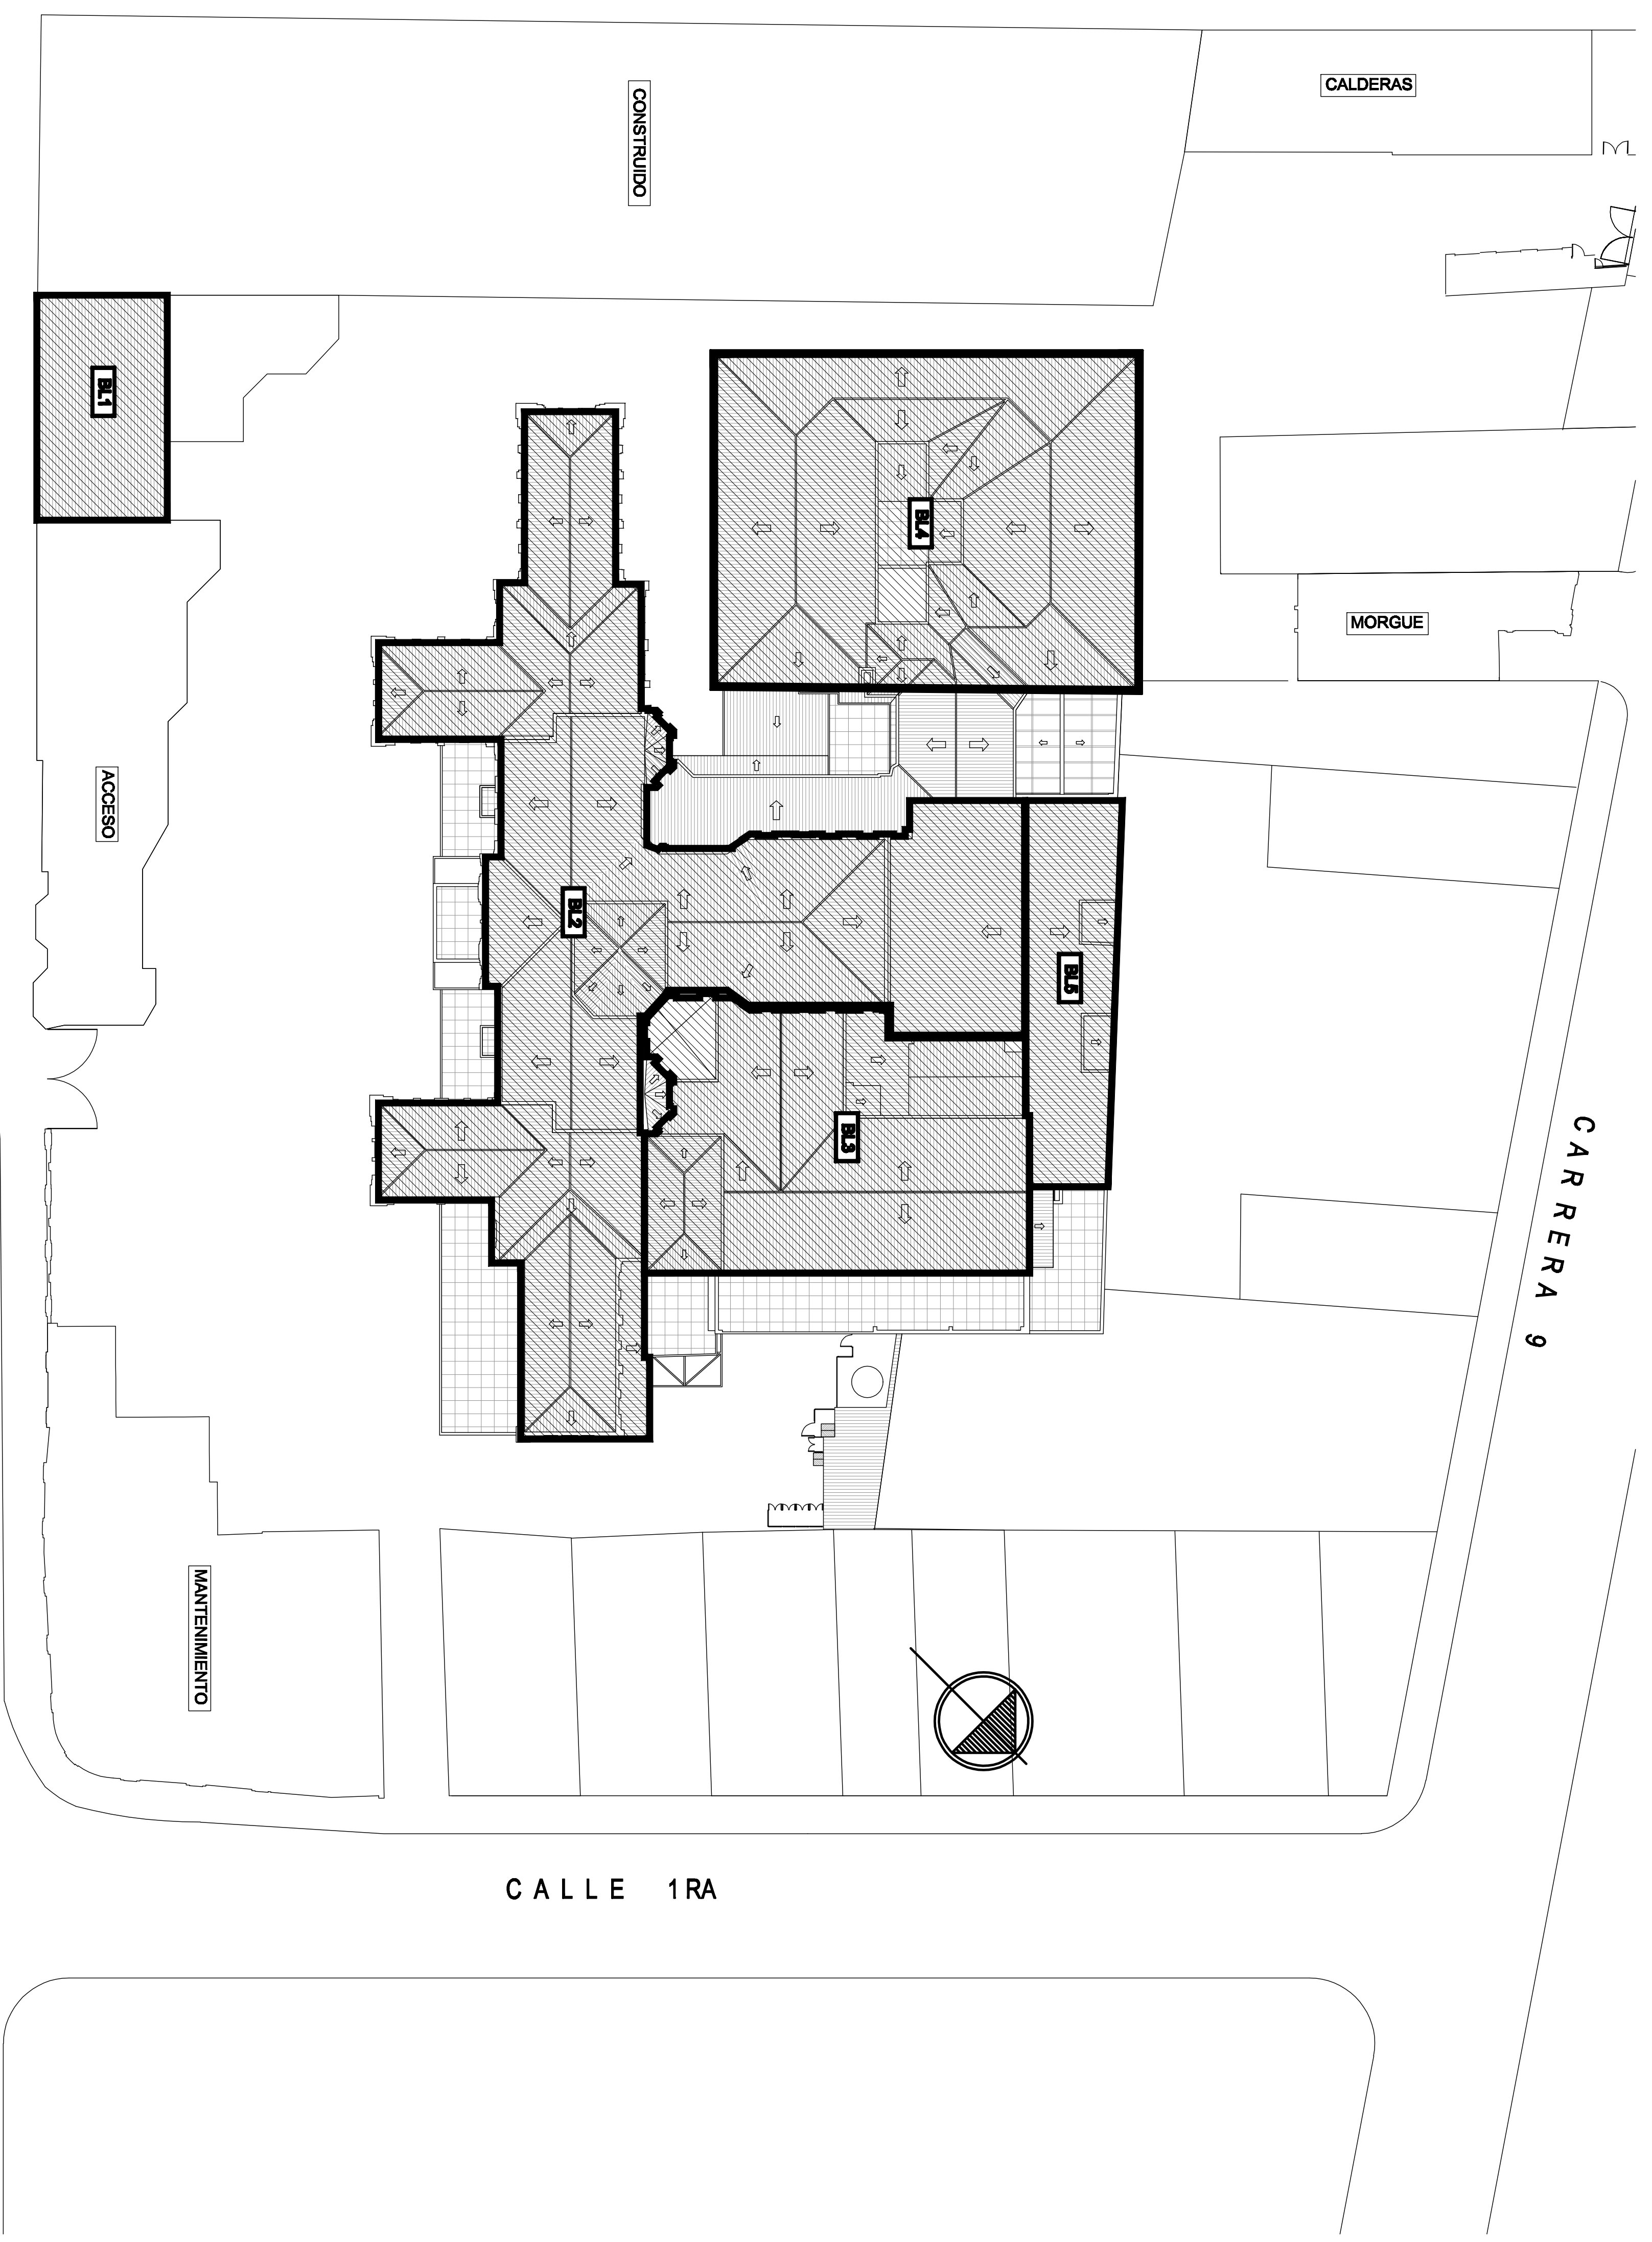 CALDERAS
CONSTRUIDO
BL1
BL4
MORGUE
ACCESO
BL2
BL5
BL3
CARRERA 9
MANTENIMIENTO
CALLE 1RA